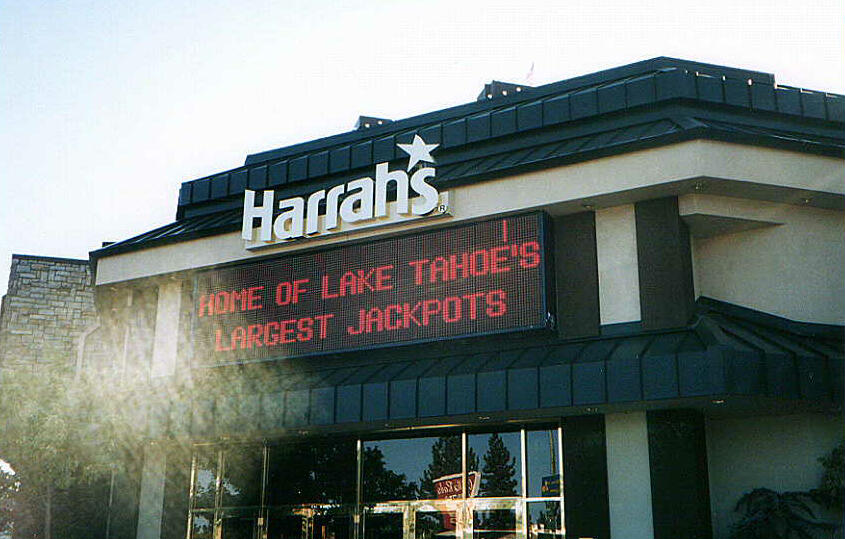 Harrah's®
HOME OF LAKE TAHOE'S
LARGEST JACKPOTS